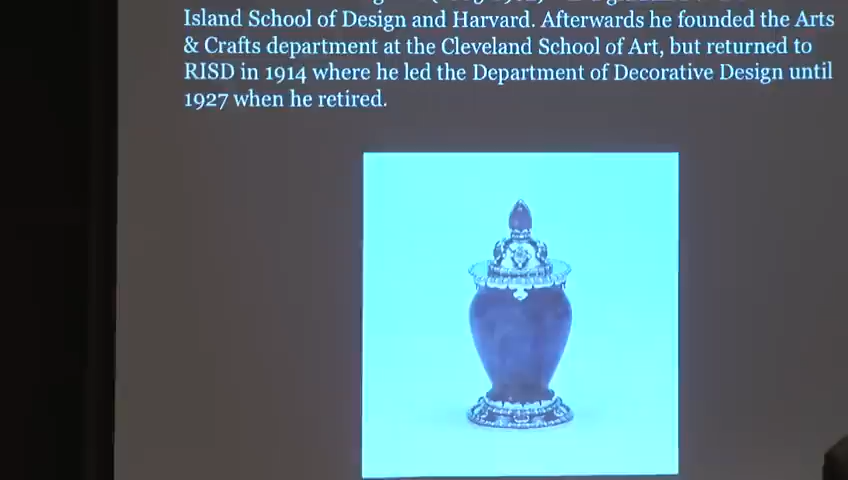 Island School of Design and Harvard. Afterwards he founded the Arts
& Crafts department at the Cleveland School of Art, but returned to
RISD in 1914 where he led the Department of Decorative Design until
1927 when he retired.